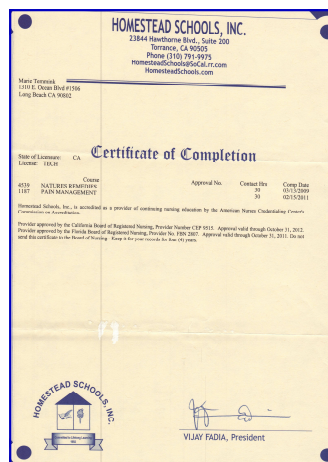 HOMESTEAD SCHOOLS, INC.
23844 Hawthorne Blvd., Suite 200
Torrance, CA 90505
Phone (310) 791-9975
HomesteadSchools@SoCal.rr.com
HomesteadSchools.com
Marie Temmink
1310 E. Ocean Blvd #1506
Long Beach CA 90802
Certificate of Completion
State of Licensure: CA
License:
Course Approval No. Contact Hrs Comp Date
4539 NATURES REMEDIES 30 03/13/2009
1187 PAIN MANAGEMENT 30 02/15/2011
Homestead Schools, Inc., is accredited as a provider of continuing nursing education by the American Nurses Credentialing Center's
Commission on Accreditation.
Provider approved by the California Board of Registered Nursing, Provider Number CEP 9515. Approval valid through October 31, 2012.
Provider approved by the Florida Board of Registered Nursing, Provider No. FBN 2807. Approval valid through October 31, 2011. Do not
send this certificate to the Board of Nursing. Keep it for your records for four (4) years.
HOMESTEAD SCHOOLS, INC.
VIJAY FADIA, President